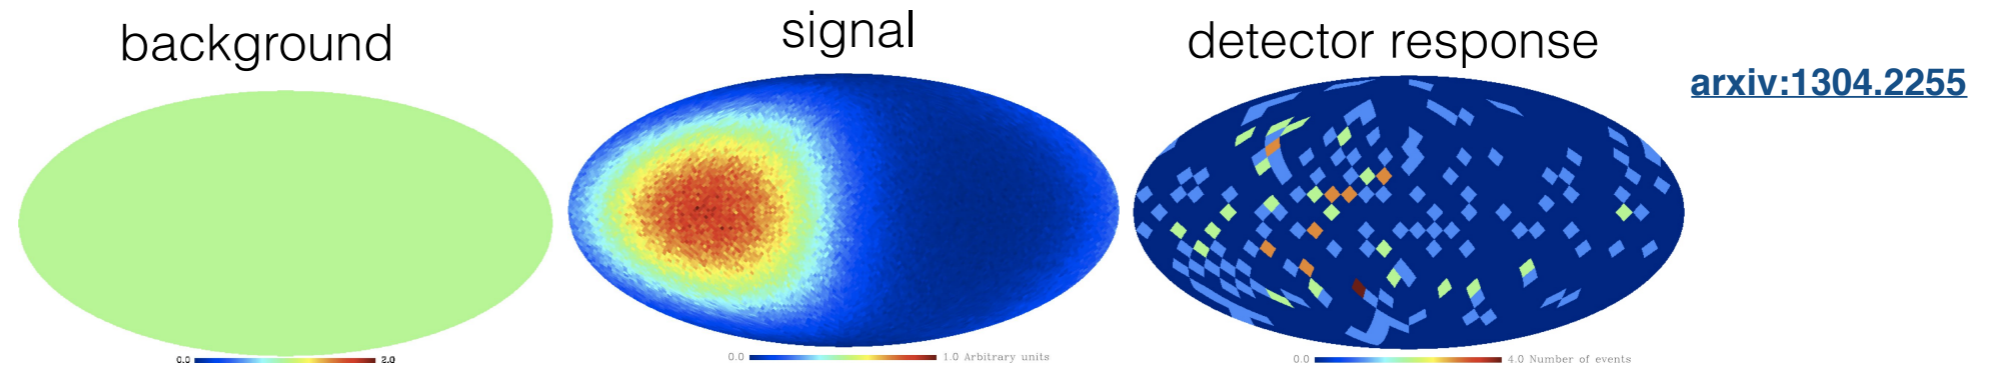 background
signal
detector response
arxiv:1304.2255
0.0 2.0
0.0 1.0 Arbitrary units
0.0 4.0 Number of events